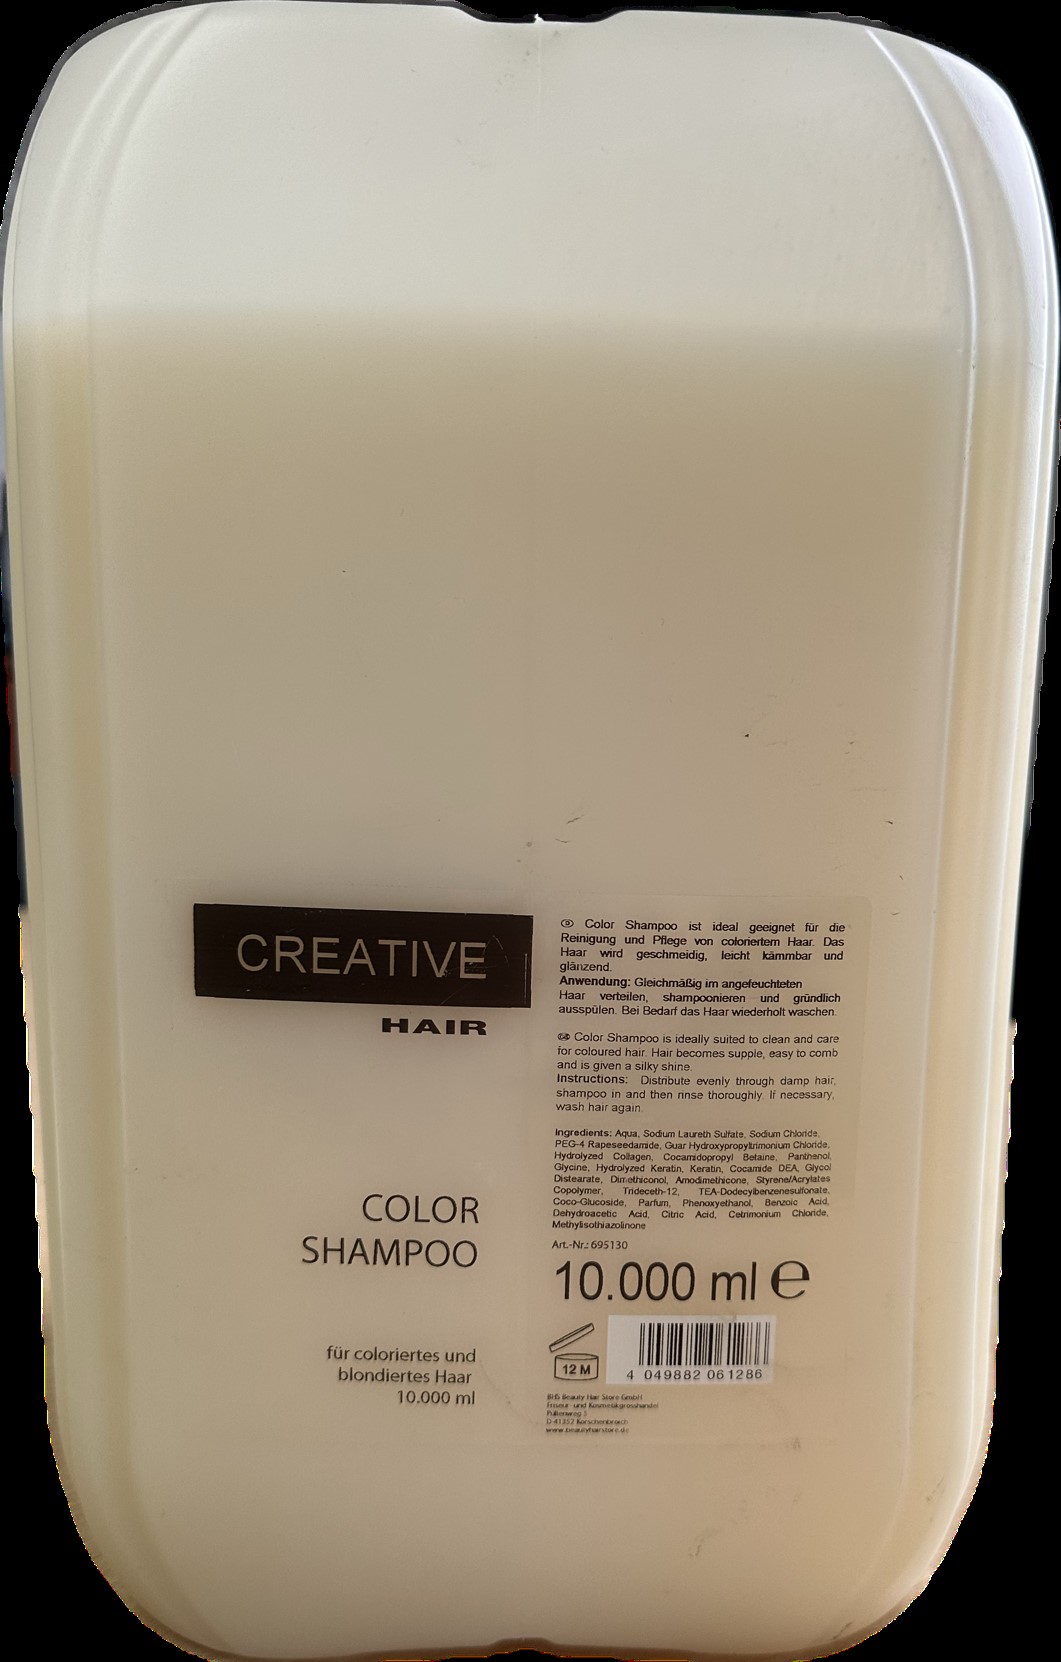 CREATIVE
HAIR
COLOR
SHAMPOO
für coloriertes und
blondiertes Haar
10.000 ml
D Color Shampoo ist ideal geeignet für die
Reinigung und Pflege von coloriertem Haar. Das
Haar wird geschmeidig, leicht kämmbar und
glänzend.
Anwendung: Gleichmäßig im angefeuchteten
Haar verteilen, shampoonieren und gründlich
ausspülen. Bei Bedarf das Haar wiederholt waschen.
GB Color Shampoo is ideally suited to clean and care
for coloured hair. Hair becomes supple, easy to comb
and is given a silky shine.
Instructions: Distribute evenly through damp hair,
shampoo in and then rinse thoroughly. If necessary,
wash hair again.
Ingredients: Aqua, Sodium Laureth Sulfate, Sodium Chloride,
PEG-4 Rapeseedamide, Guar Hydroxypropyltrimonium Chloride,
Hydrolyzed Collagen, Cocamidopropyl Betaine, Panthenol,
Glycine, Hydrolyzed Keratin, Keratin, Cocamide DEA, Glycol
Distearate, Dimethiconol, Amodimethicone, Styrene/Acrylates
Copolymer, Trideceth-12, TEA-Dodecylbenzenesulfonate,
Coco-Glucoside, Parfum, Phenoxyethanol, Benzoic Acid,
Dehydroacetic Acid, Citric Acid, Cetrimonium Chloride,
Methylisothiazolinone
Art.-Nr.: 695130
10.000 ml e
12 M
4 049882 061286
BHS Beauty Hair Store GmbH
Friseur- und Kosmetikgrosshandel
Püllenweg 5
D-41352 Korschenbroich
www.beautyhairstore.de